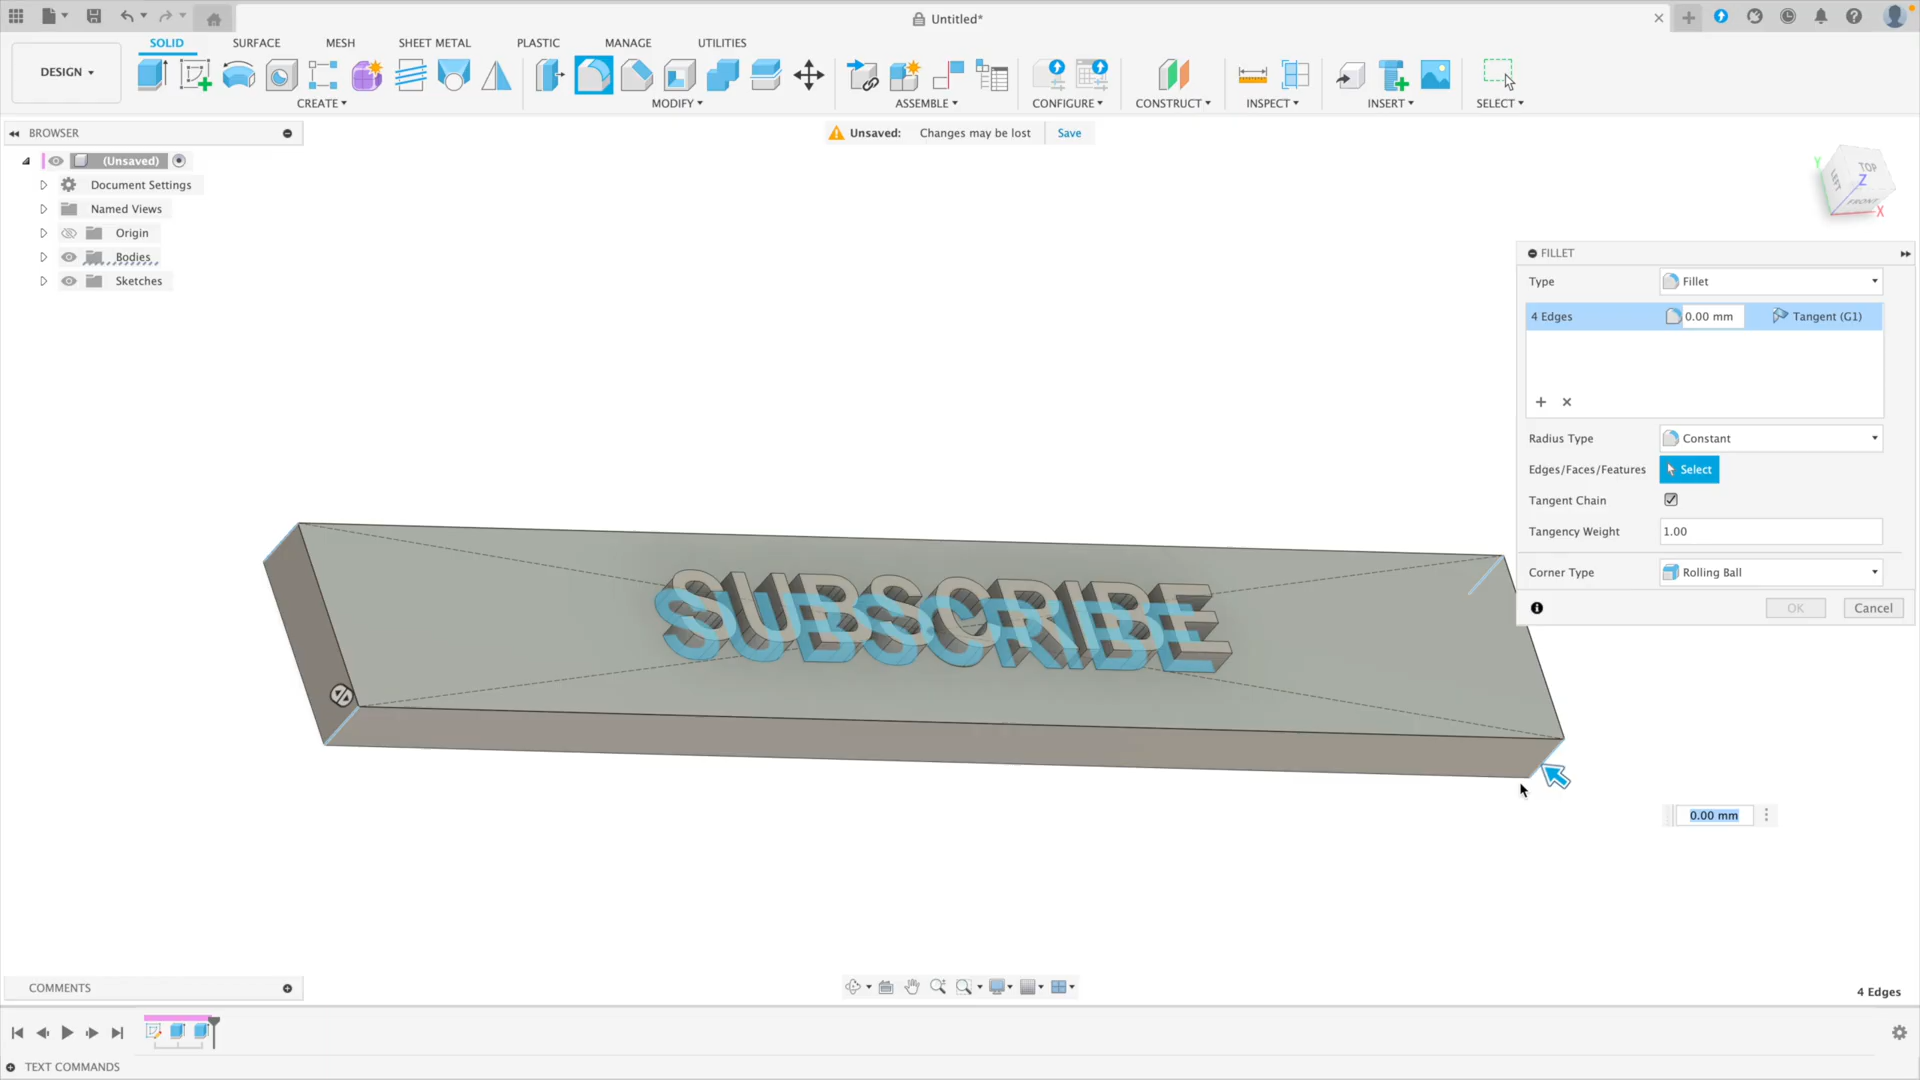 Untitled*
DESIGN
SOLID
SURFACE
MESH
SHEET METAL
PLASTIC
MANAGE
UTILITIES
CREATE
MODIFY
ASSEMBLE
CONFIGURE
CONSTRUCT
INSPECT
INSERT
SELECT
BROWSER
Unsaved: Changes may be lost Save
(Unsaved)
Document Settings
Named Views
Origin
Bodies
Sketches
TOP
LEFT
FRONT
Y
Z
X
FILLET
Type Fillet
4 Edges 0.00 mm Tangent (G1)
Radius Type Constant
Edges/Faces/Features Select
Tangent Chain
Tangency Weight 1.00
Corner Type Rolling Ball
OK Cancel
SUBSCRIBE
0.00 mm
COMMENTS
4 Edges
TEXT COMMANDS